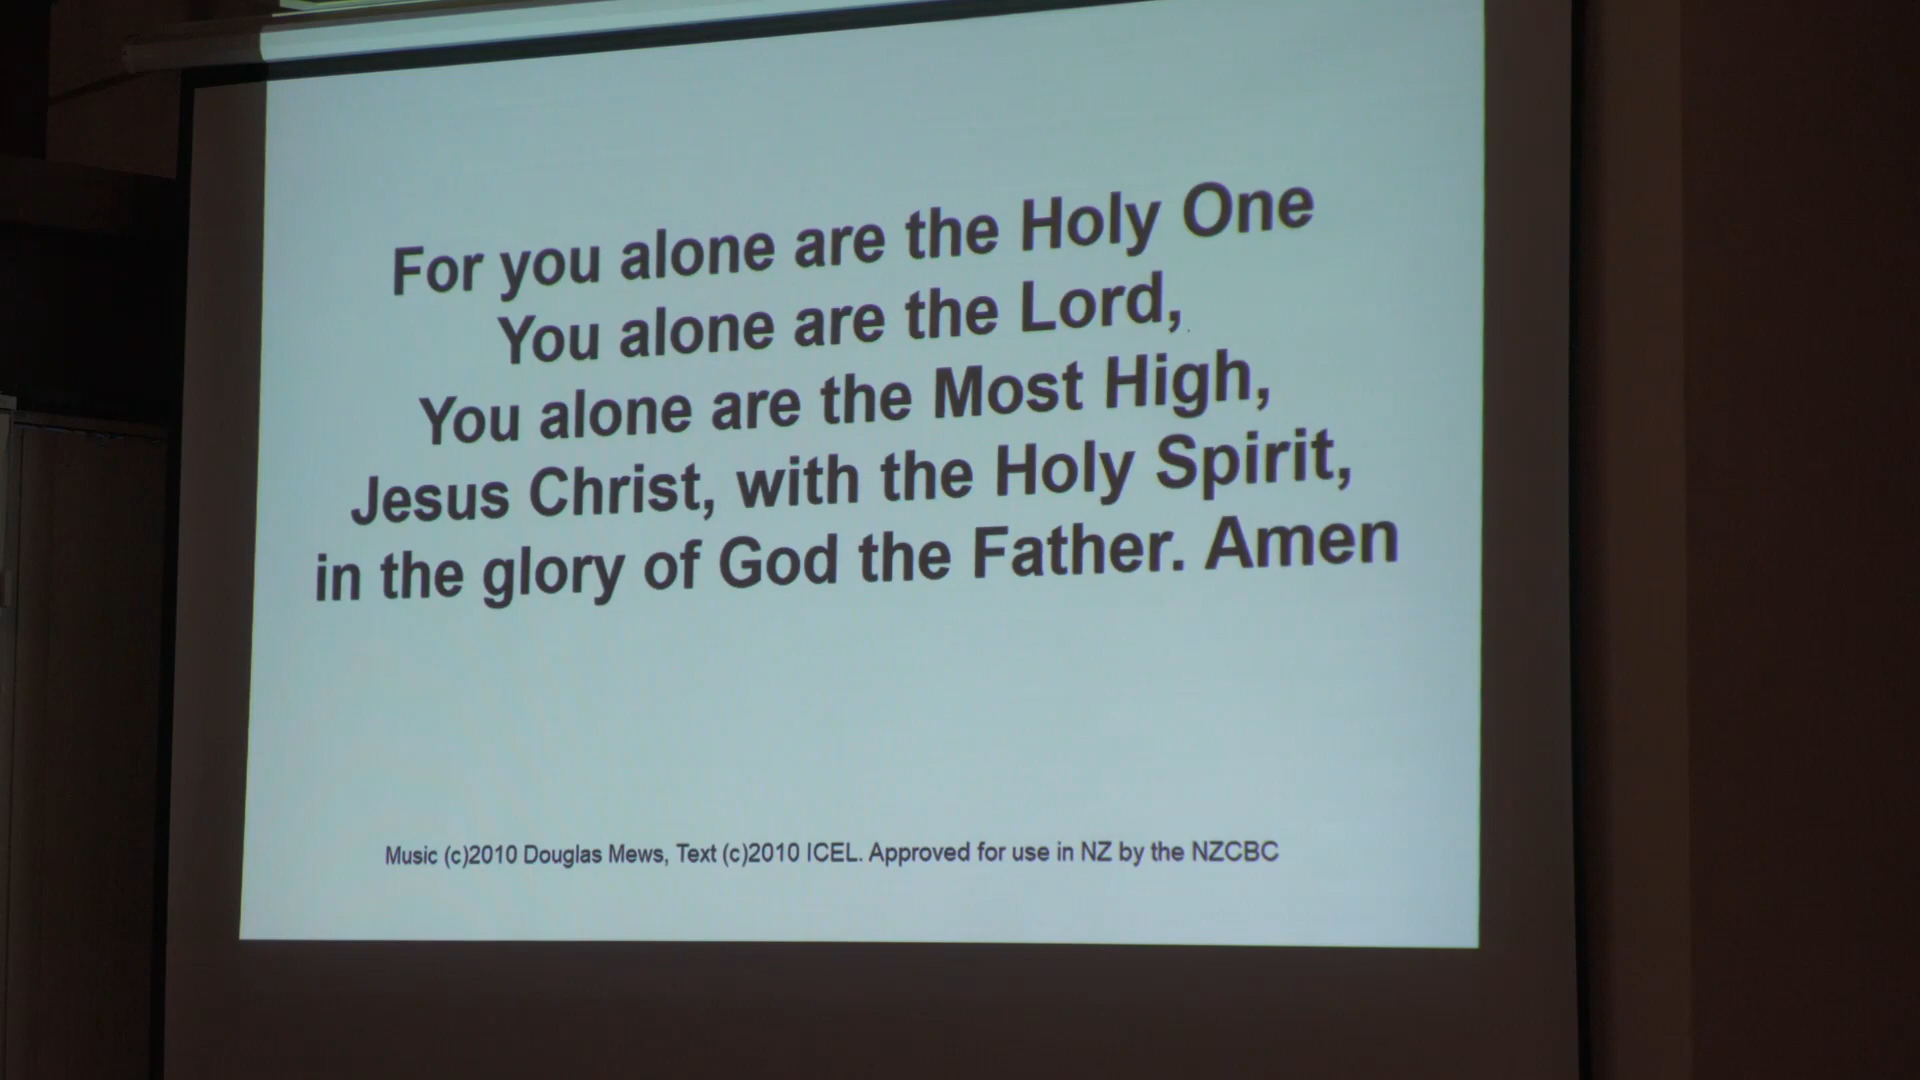 For you alone are the Holy One
You alone are the Lord,
You alone are the Most High,
Jesus Christ, with the Holy Spirit,
in the glory of God the Father. Amen
Music (c)2010 Douglas Mews, Text (c)2010 ICEL. Approved for use in NZ by the NZCBC